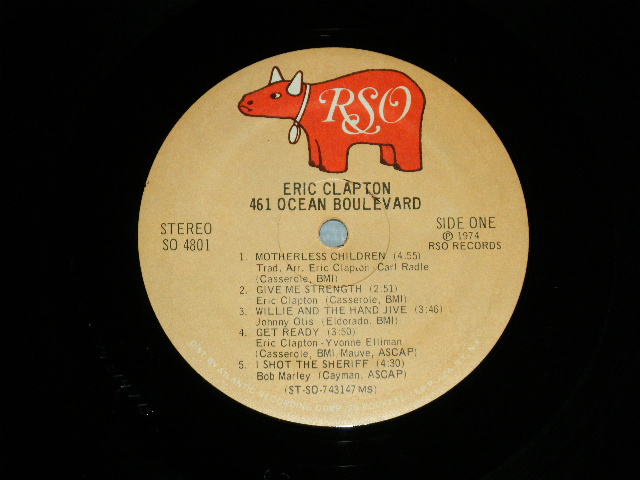 RSO
ERIC CLAPTON
461 OCEAN BOULEVARD
STEREO
SO 4801
SIDE ONE
℗ 1974
RSO RECORDS
1. MOTHERLESS CHILDREN (4:55)
Trad. Arr. Eric Clapton-Carl Radle
(Casserole, BMI)
2. GIVE ME STRENGTH (2:51)
Eric Clapton (Casserole, BMI)
3. WILLIE AND THE HAND JIVE (3:46)
Johnny Otis (Eldorado, BMI)
4. GET READY (3:50)
Eric Clapton-Yvonne Elliman
(Casserole, BMI Mauve, ASCAP)
5. I SHOT THE SHERIFF (4:30)
Bob Marley (Cayman, ASCAP)
(ST-SO-743147 MS)
DIST. BY ATLANTIC RECORDING CORP.